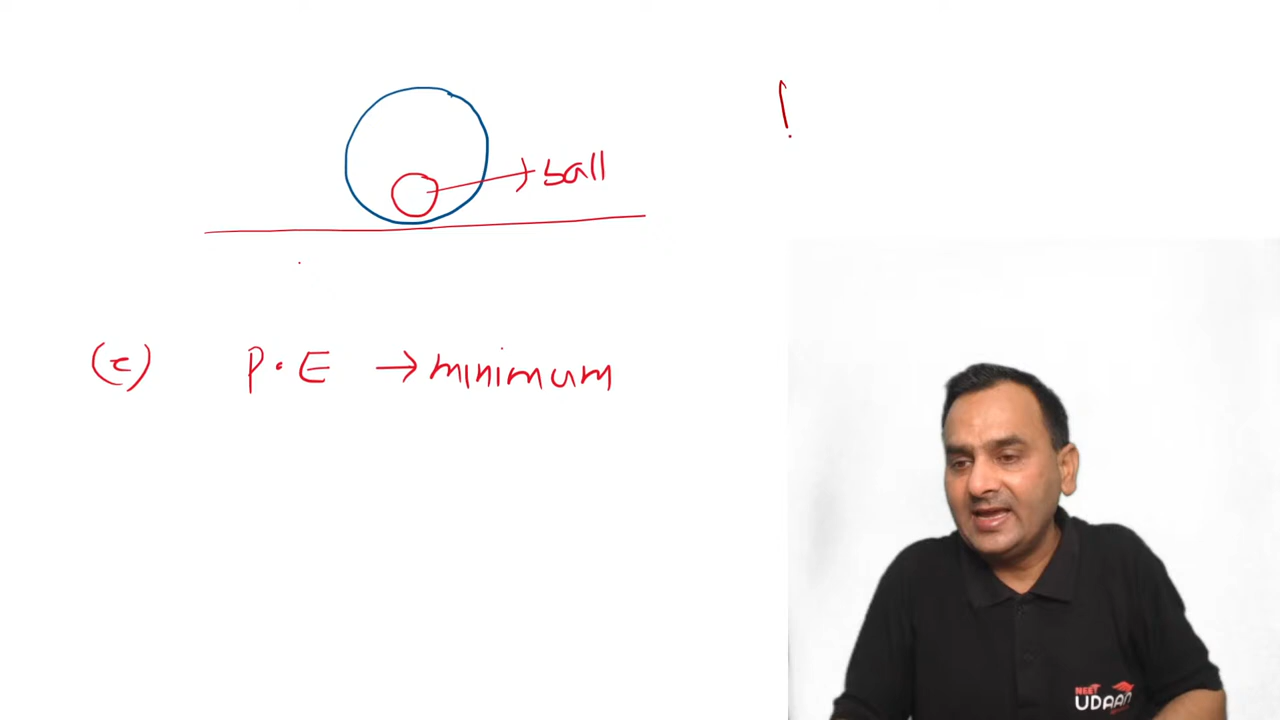 ball
(c) P.E → minimum
NEET
UDAAN